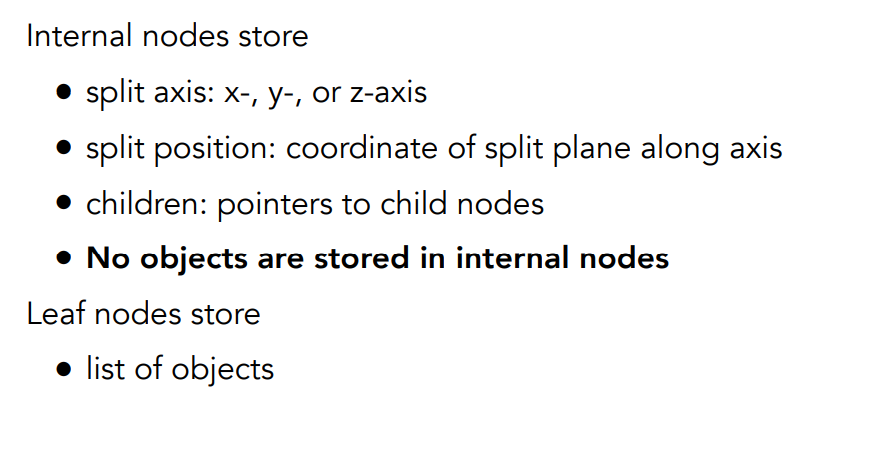 Internal nodes store
• split axis: x-, y-, or z-axis
• split position: coordinate of split plane along axis
• children: pointers to child nodes
• No objects are stored in internal nodes
Leaf nodes store
• list of objects